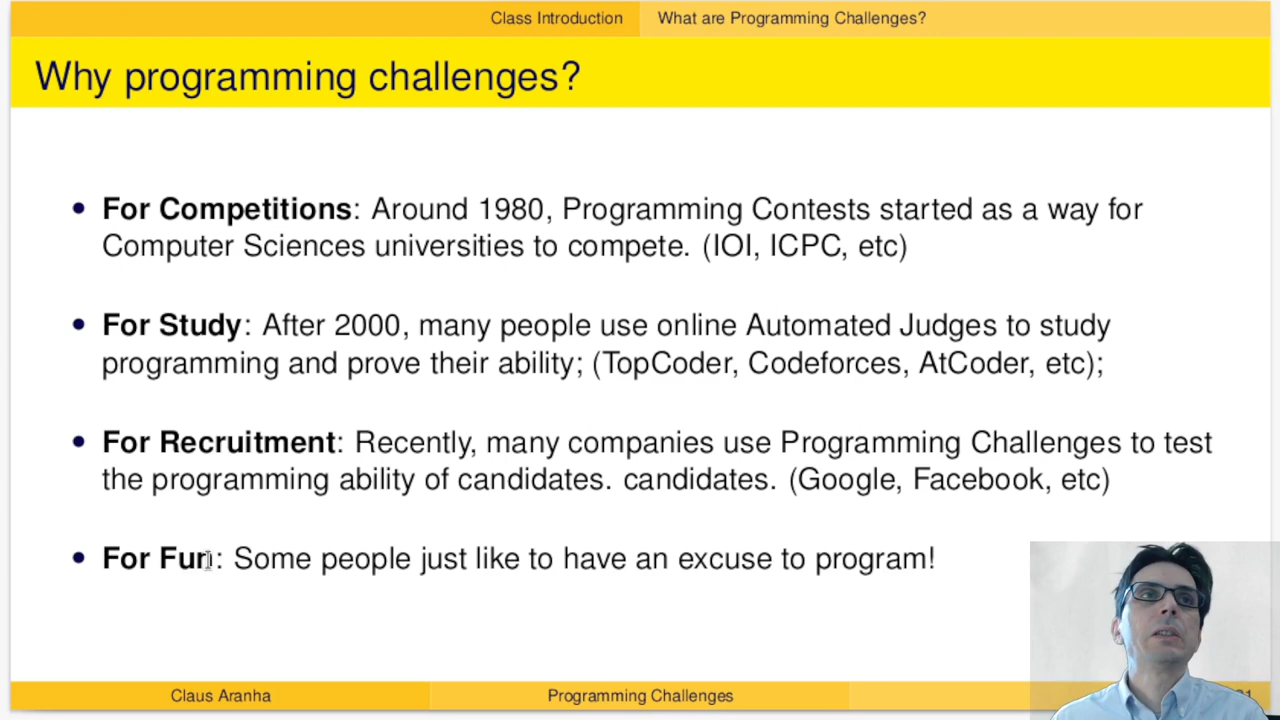 Class Introduction What are Programming Challenges?
Why programming challenges?
• For Competitions: Around 1980, Programming Contests started as a way for
Computer Sciences universities to compete. (IOI, ICPC, etc)
• For Study: After 2000, many people use online Automated Judges to study
programming and prove their ability; (TopCoder, Codeforces, AtCoder, etc);
• For Recruitment: Recently, many companies use Programming Challenges to test
the programming ability of candidates. candidates. (Google, Facebook, etc)
• For Fun: Some people just like to have an excuse to program!
Claus Aranha Programming Challenges